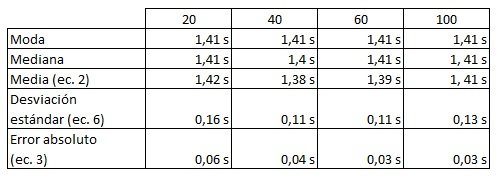 20 40 60 100
Moda 1,41 s 1,41 s 1,41 s 1,41 s
Mediana 1,41 s 1,4 s 1,41 s 1, 41 s
Media (ec. 2) 1,42 s 1,38 s 1,39 s 1, 41 s
Desviación
estándar (ec. 6) 0,16 s 0,11 s 0,11 s 0,13 s
Error absoluto
(ec. 3) 0,06 s 0,04 s 0,03 s 0,03 s